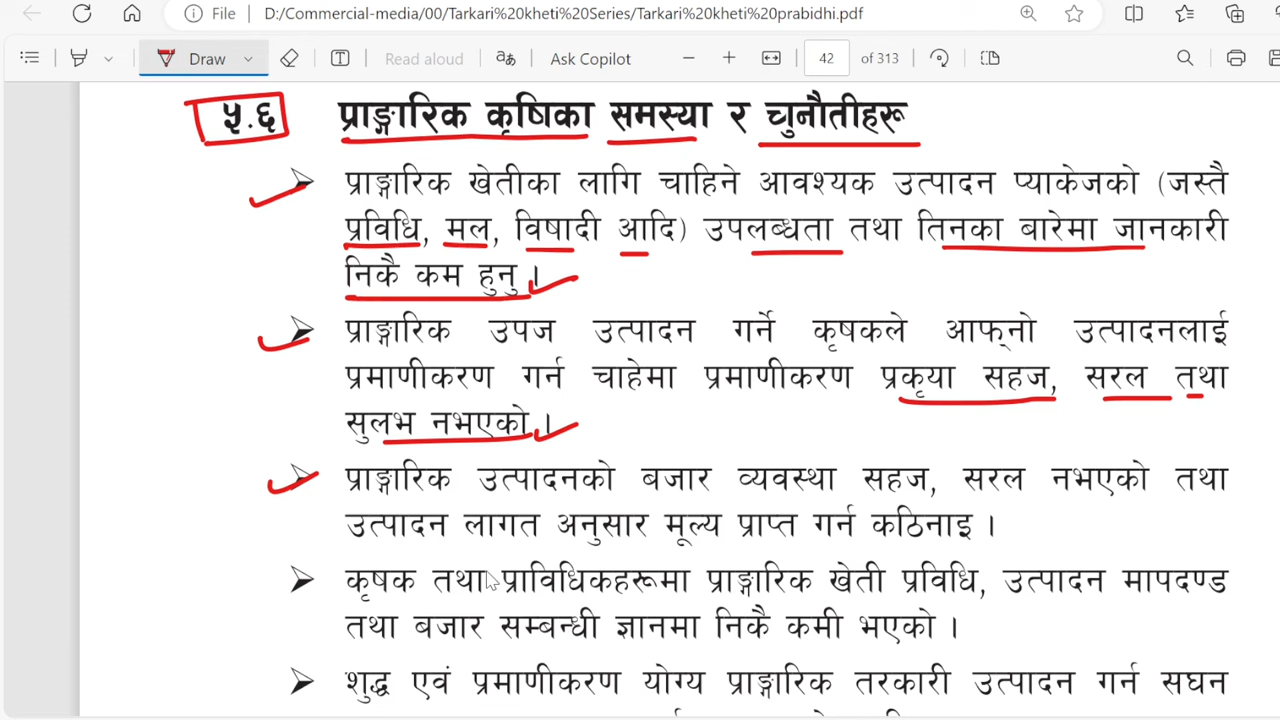 File D:/Commercial-media/00/Tarkari%20kheti%20Series/Tarkari%20kheti%20prabidhi.pdf
Draw Read aloud aあ Ask Copilot 42 of 313
५.६ प्राङ्गारिक कृषिका समस्या र चुनौतीहरू
प्राङ्गारिक खेतीका लागि चाहिने आवश्यक उत्पादन प्याकेजको (जस्तै
प्रविधि, मल, विषादी आदि) उपलब्धता तथा तिनका बारेमा जानकारी
निकै कम हुनु ।
प्राङ्गारिक उपज उत्पादन गर्ने कृषकले आफ्‌नो उत्पादनलाई
प्रमाणीकरण गर्न चाहेमा प्रमाणीकरण प्रकृया सहज, सरल तथा
सुलभ नभएको ।
प्राङ्गारिक उत्पादनको बजार व्यवस्था सहज, सरल नभएको तथा
उत्पादन लागत अनुसार मूल्य प्राप्त गर्न कठिनाइ ।
कृषक तथा प्राविधिकहरूमा प्राङ्गारिक खेती प्रविधि, उत्पादन मापदण्ड
तथा बजार सम्बन्धी ज्ञानमा निकै कमी भएको ।
शुद्ध एवं प्रमाणीकरण योग्य प्राङ्गारिक तरकारी उत्पादन गर्न सघन